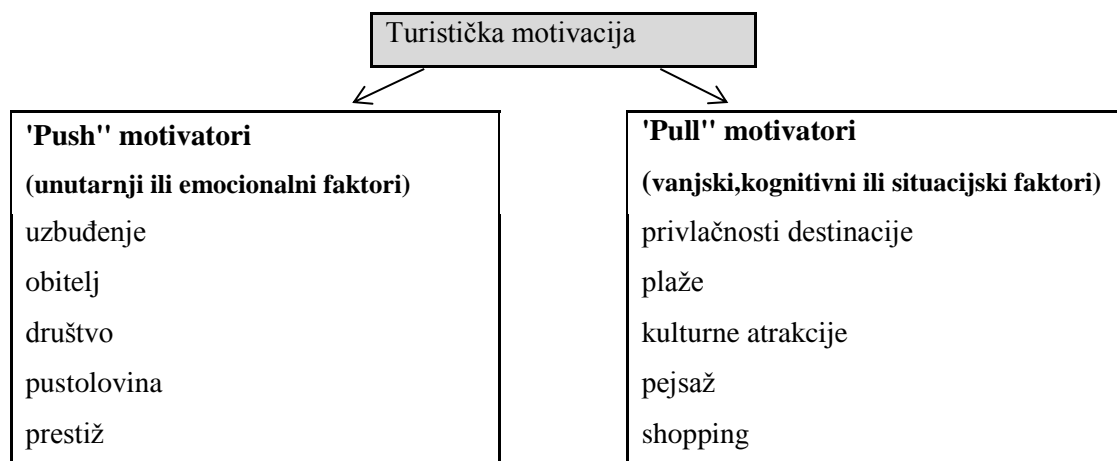 Turistička motivacija
'Push'' motivatori
(unutarnji ili emocionalni faktori)
uzbuđenje
obitelj
društvo
pustolovina
prestiž
'Pull'' motivatori
(vanjski,kognitivni ili situacijski faktori)
privlačnosti destinacije
plaže
kulturne atrakcije
pejsaž
shopping